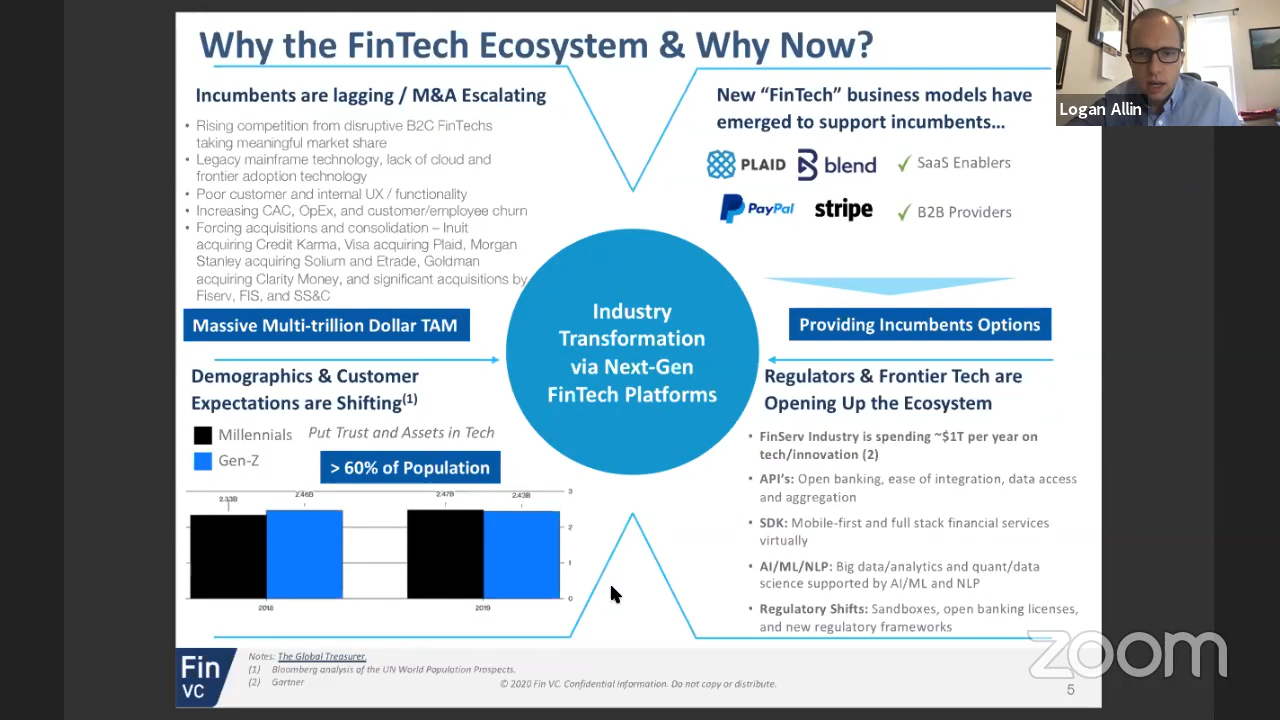 Why the FinTech Ecosystem & Why Now?
Logan Allin
Incumbents are lagging / M&A Escalating
• Rising competition from disruptive B2C FinTechs
taking meaningful market share
• Legacy mainframe technology, lack of cloud and
frontier adoption technology
• Poor customer and internal UX / functionality
• Increasing CAC, OpEx, and customer/employee churn
• Forcing acquisitions and consolidation – Inuit
acquiring Credit Karma, Visa acquiring Plaid, Morgan
Stanley acquiring Solium and Etrade, Goldman
acquiring Clarity Money, and significant acquisitions by
Fiserv, FIS, and SS&C
Massive Multi-trillion Dollar TAM
New “FinTech” business models have
emerged to support incumbents…
PLAID blend ✓ SaaS Enablers
PayPal stripe ✓ B2B Providers
Providing Incumbents Options
Industry
Transformation
via Next-Gen
FinTech Platforms
Demographics & Customer
Expectations are Shifting(1)
Millennials Put Trust and Assets in Tech
Gen-Z
> 60% of Population
2.33B 2.46B 2.47B 2.43B 3
2
1
0
2018 2019
Regulators & Frontier Tech are
Opening Up the Ecosystem
• FinServ Industry is spending ~$1T per year on
tech/innovation (2)
• API's: Open banking, ease of integration, data access
and aggregation
• SDK: Mobile-first and full stack financial services
virtually
• AI/ML/NLP: Big data/analytics and quant/data
science supported by AI/ML and NLP
• Regulatory Shifts: Sandboxes, open banking licenses,
and new regulatory frameworks
Fin
VC
Notes: The Global Treasurer.
(1) Bloomberg analysis of the UN World Population Prospects.
(2) Gartner
© 2020 Fin VC. Confidential Information. Do not copy or distribute.
zoom
5